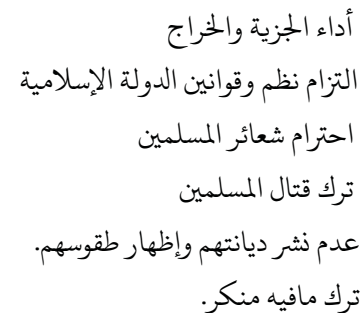 أداء الجزية والخراج
التزام نظم وقوانين الدولة الإسلامية
احترام شعائر المسلمين
ترك قتال المسلمين
عدم نشر ديانتهم وإظهار طقوسهم.
ترك مافيه منكر.